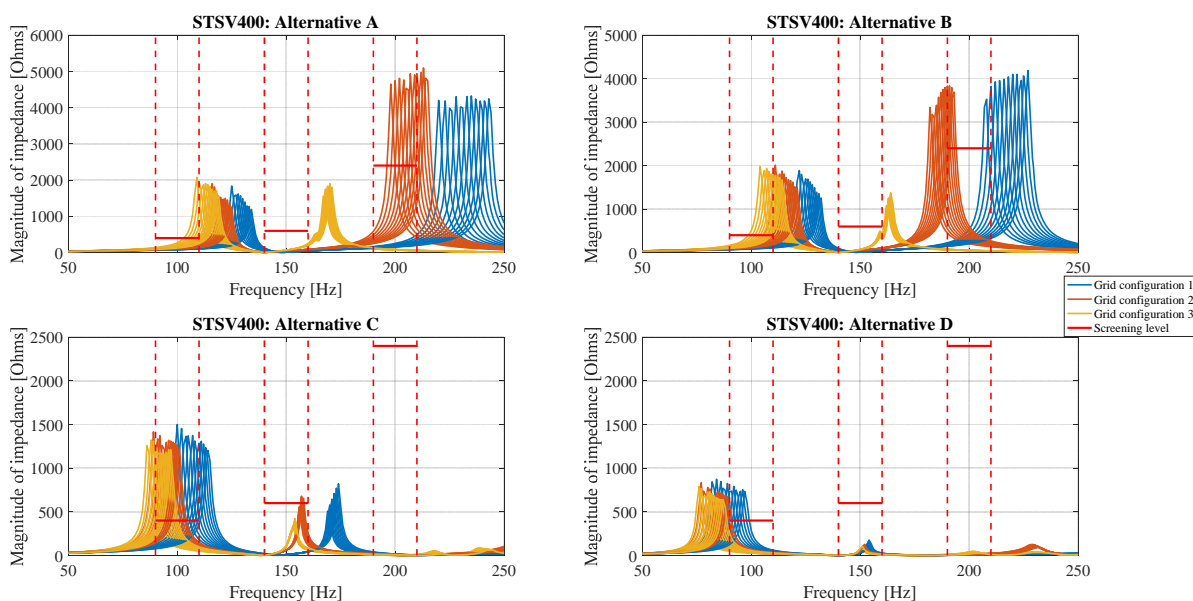 STSV400: Alternative A
Magnitude of impedance [Ohms]
6000
5000
4000
3000
2000
1000
0
50
100
150
200
250
Frequency [Hz]
STSV400: Alternative B
Magnitude of impedance [Ohms]
5000
4000
3000
2000
1000
0
50
100
150
200
250
Frequency [Hz]
Grid configuration 1
Grid configuration 2
Grid configuration 3
Screening level
STSV400: Alternative C
Magnitude of impedance [Ohms]
2500
2000
1500
1000
500
0
50
100
150
200
250
Frequency [Hz]
STSV400: Alternative D
Magnitude of impedance [Ohms]
2500
2000
1500
1000
500
0
50
100
150
200
250
Frequency [Hz]